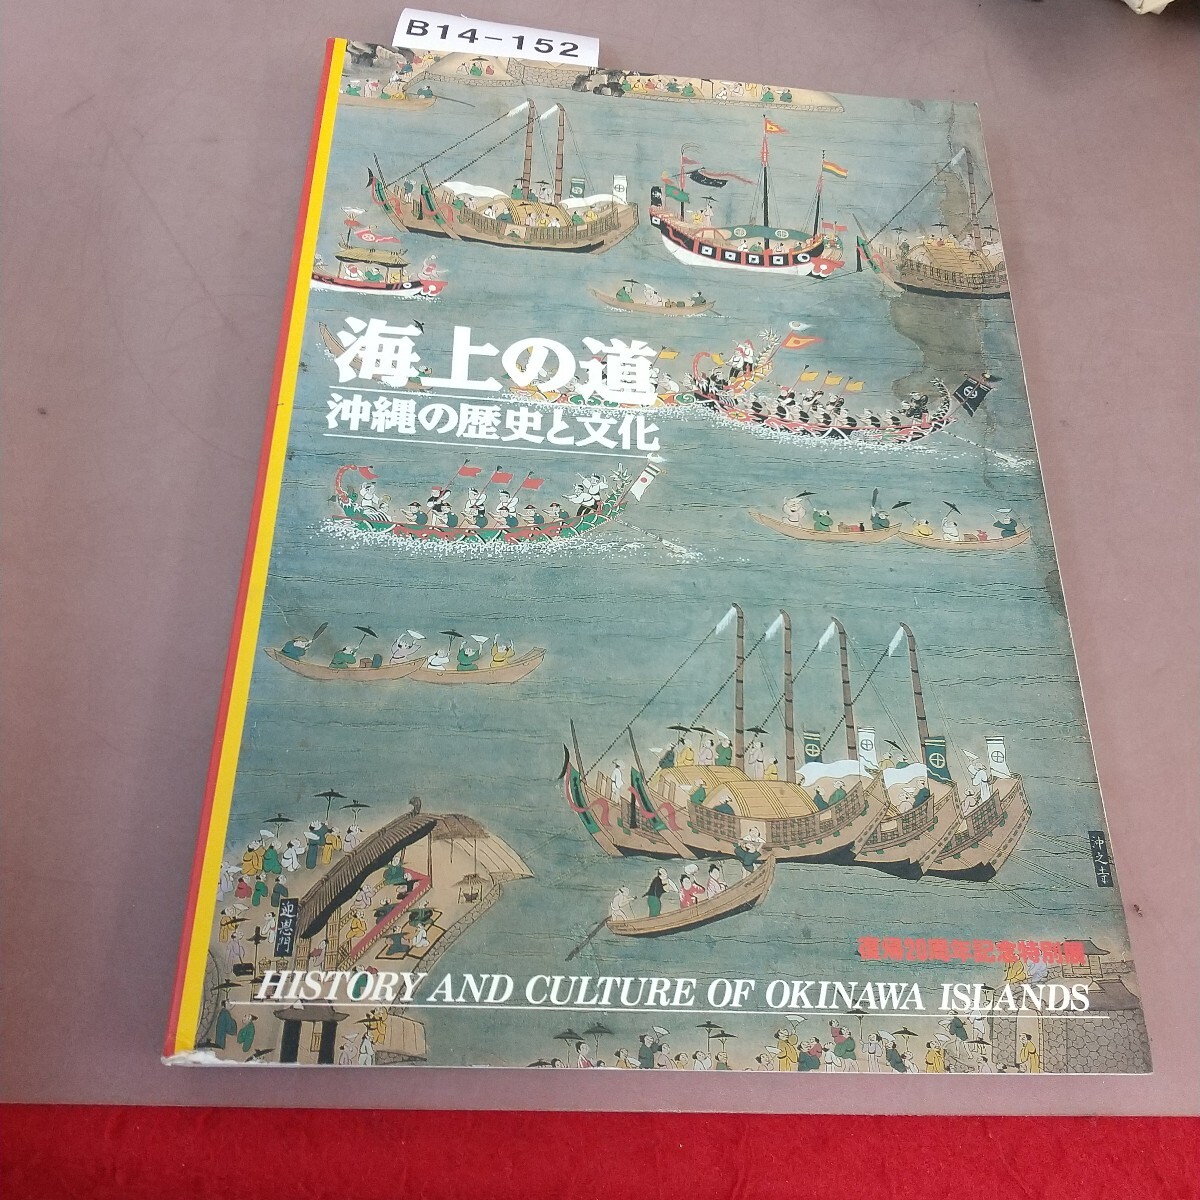 B14-152
海上の道
沖縄の歴史と文化
沖之寺
迎恩門
復帰20周年記念特別展
HISTORY AND CULTURE OF OKINAWA ISLANDS